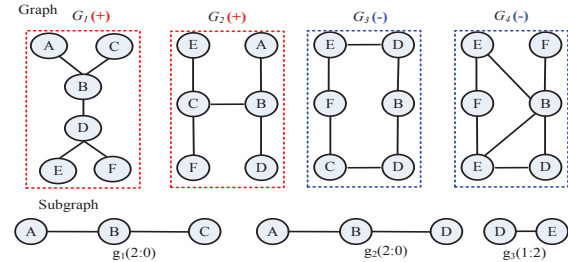 Graph
G1(+) G2(+) G3(-) G4(-)
A C E A E D E F
B C B F B F B
D
E F F D C D E D
Subgraph
A B C A B D D E
g1(2:0) g2(2:0) g3(1:2)